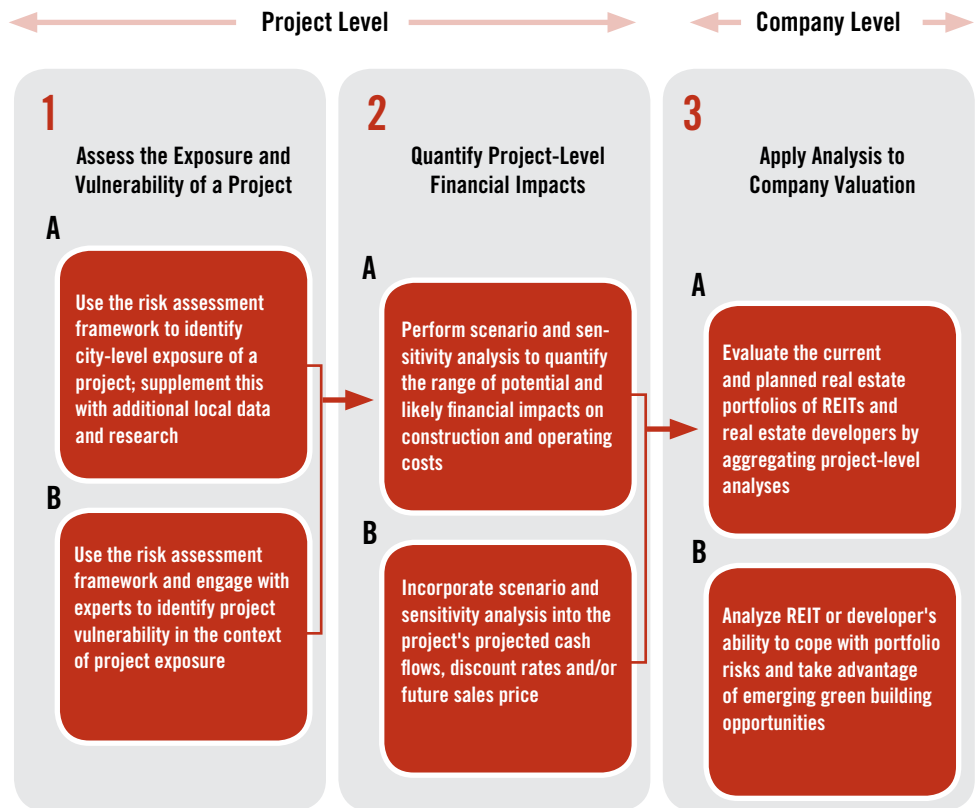 Project Level
Company Level
1
Assess the Exposure and
Vulnerability of a Project
A
Use the risk assessment
framework to identify
city-level exposure of a
project; supplement this
with additional local data
and research
B
Use the risk assessment
framework and engage with
experts to identify project
vulnerability in the context
of project exposure
2
Quantify Project-Level
Financial Impacts
A
Perform scenario and sen-
sitivity analysis to quantify
the range of potential and
likely financial impacts on
construction and operating
costs
B
Incorporate scenario and
sensitivity analysis into the
project's projected cash
flows, discount rates and/or
future sales price
3
Apply Analysis to
Company Valuation
A
Evaluate the current
and planned real estate
portfolios of REITs and
real estate developers by
aggregating project-level
analyses
B
Analyze REIT or developer's
ability to cope with portfolio
risks and take advantage
of emerging green building
opportunities